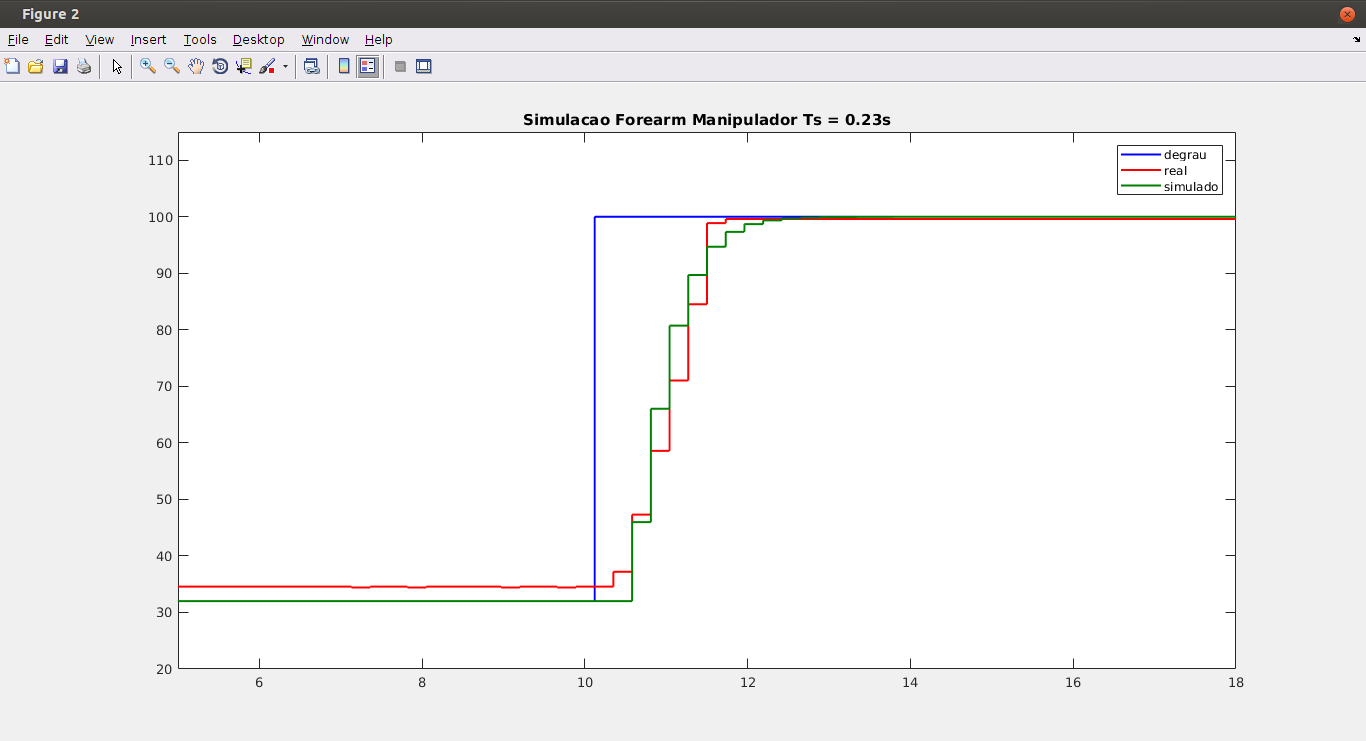 Figure 2
File Edit View Insert Tools Desktop Window Help
Simulacao Forearm Manipulador Ts = 0.23s
degrau
real
simulado
110
100
90
80
70
60
50
40
30
20
6 8 10 12 14 16 18